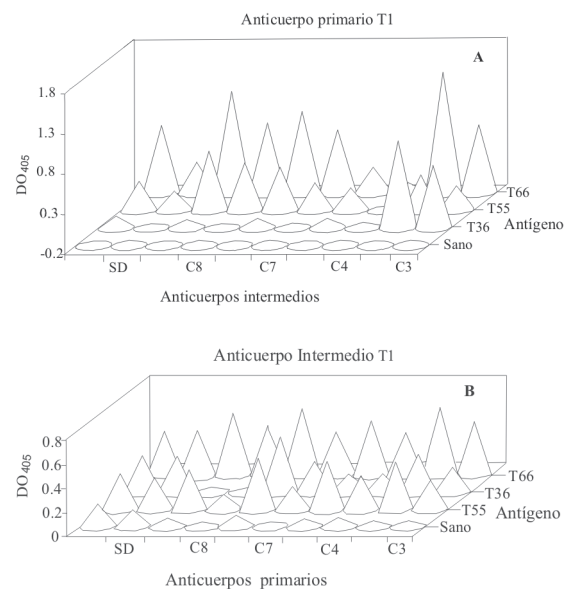 Anticuerpo primario T1
A
1.8
1.3
0.8
0.3
-0.2
DO405
T66
T55
T36
Sano
Antígeno
SD C8 C7 C4 C3
Anticuerpos intermedios
Anticuerpo Intermedio T1
B
0.8
0.6
0.4
0.2
0
DO405
T66
T36
T55
Sano
Antígeno
SD C8 C7 C4 C3
Anticuerpos primarios